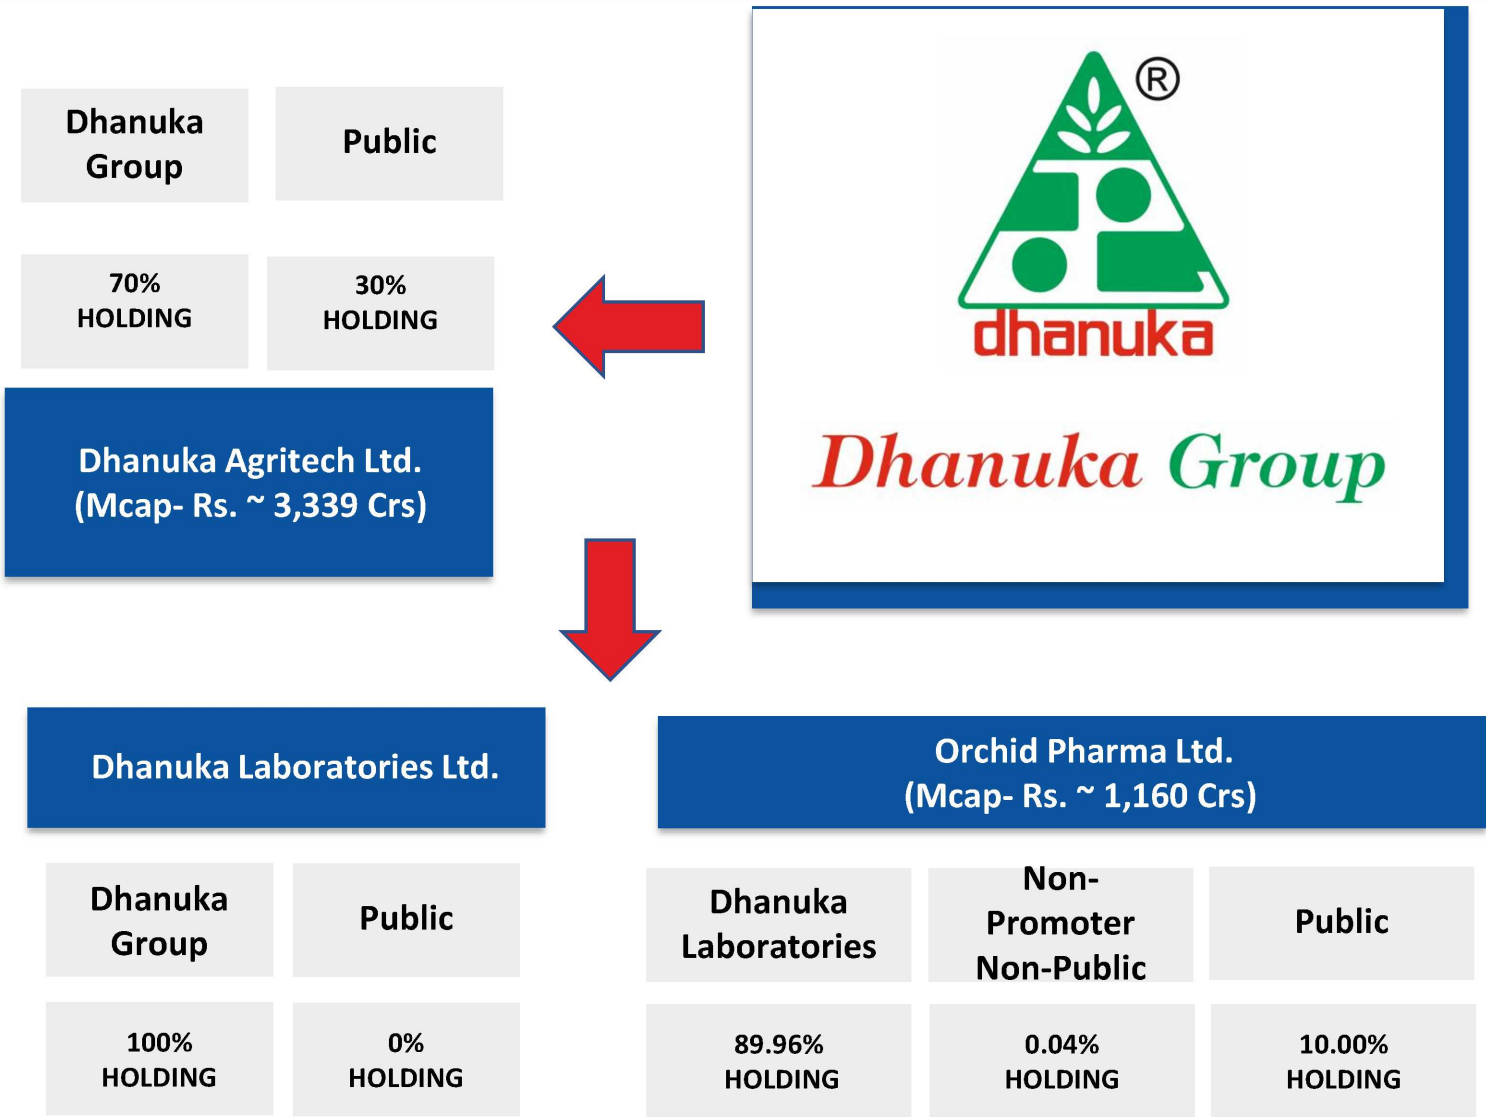 Dhanuka
Group
Public
70%
HOLDING
30%
HOLDING
Dhanuka Agritech Ltd.
(Mcap- Rs. ~ 3,339 Crs)
®
dhanuka
Dhanuka Group
Dhanuka Laboratories Ltd.
Dhanuka
Group
Public
100%
HOLDING
0%
HOLDING
Orchid Pharma Ltd.
(Mcap- Rs. ~ 1,160 Crs)
Dhanuka
Laboratories
Non-
Promoter
Non-Public
Public
89.96%
HOLDING
0.04%
HOLDING
10.00%
HOLDING